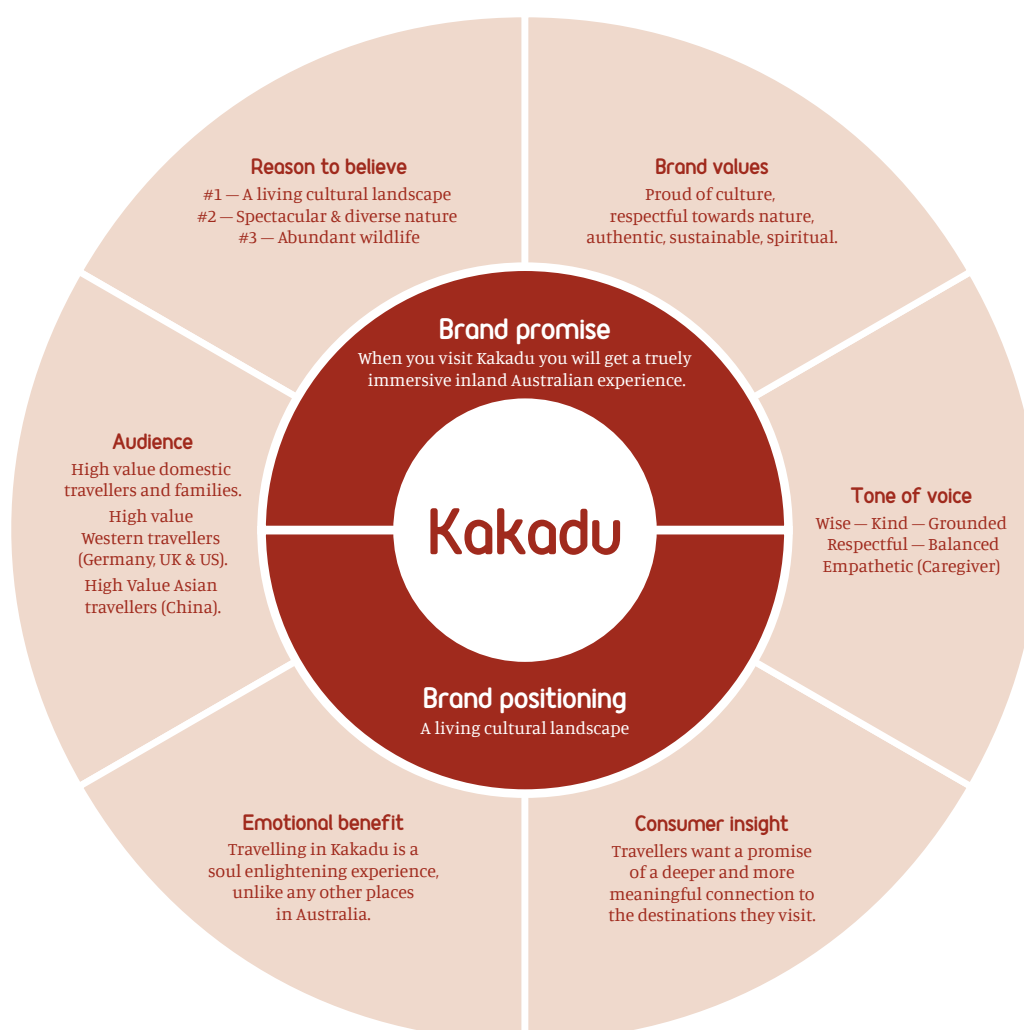 Reason to believe
#1 — A living cultural landscape
#2 — Spectacular & diverse nature
#3 — Abundant wildlife
Brand values
Proud of culture,
respectful towards nature,
authentic, sustainable, spiritual.
Brand promise
When you visit Kakadu you will get a truely
immersive inland Australian experience.
Audience
High value domestic
travellers and families.
High value
Western travellers
(Germany, UK & US).
High Value Asian
travellers (China).
Kakadu
Tone of voice
Wise — Kind — Grounded
Respectful — Balanced
Empathetic (Caregiver)
Brand positioning
A living cultural landscape
Emotional benefit
Travelling in Kakadu is a
soul enlightening experience,
unlike any other places
in Australia.
Consumer insight
Travellers want a promise
of a deeper and more
meaningful connection to
the destinations they visit.